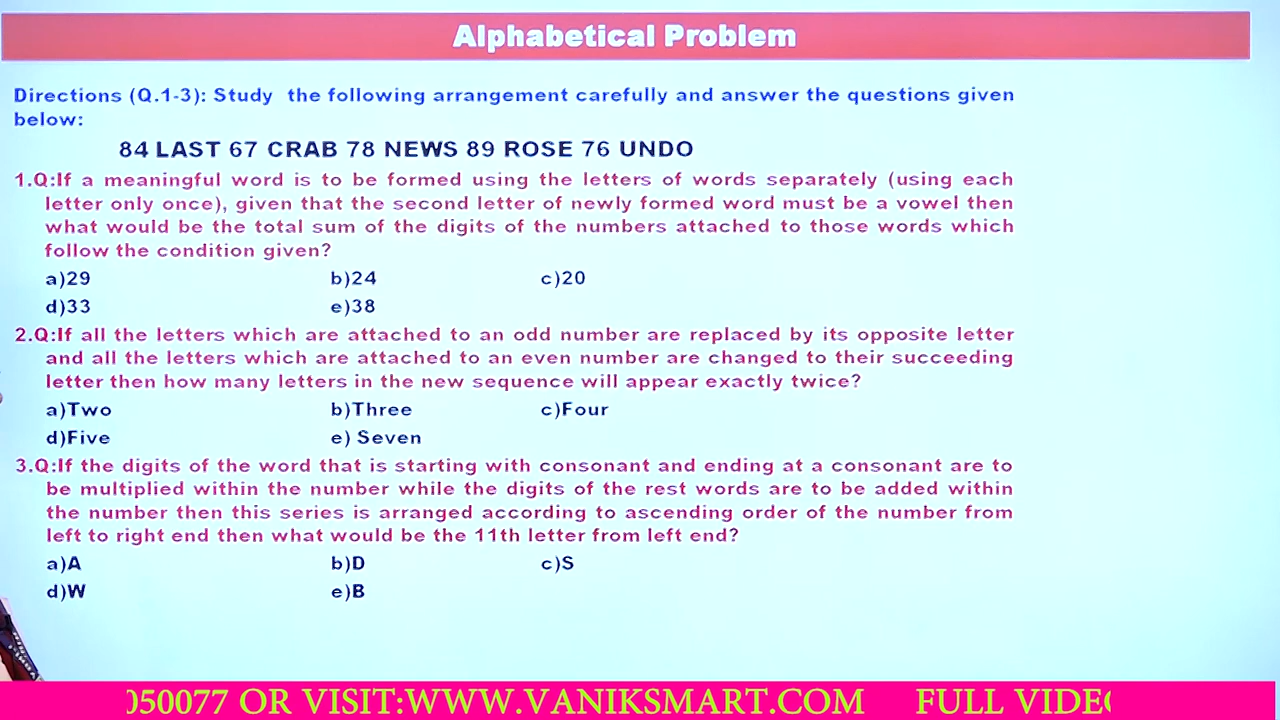 Alphabetical Problem
Directions (Q.1-3): Study the following arrangement carefully and answer the questions given
below:
84 LAST 67 CRAB 78 NEWS 89 ROSE 76 UNDO
1.Q:If a meaningful word is to be formed using the letters of words separately (using each
letter only once), given that the second letter of newly formed word must be a vowel then
what would be the total sum of the digits of the numbers attached to those words which
follow the condition given?
a)29 b)24 c)20
d)33 e)38
2.Q:If all the letters which are attached to an odd number are replaced by its opposite letter
and all the letters which are attached to an even number are changed to their succeeding
letter then how many letters in the new sequence will appear exactly twice?
a)Two b)Three c)Four
d)Five e) Seven
3.Q:If the digits of the word that is starting with consonant and ending at a consonant are to
be multiplied within the number while the digits of the rest words are to be added within
the number then this series is arranged according to ascending order of the number from
left to right end then what would be the 11th letter from left end?
a)A b)D c)S
d)W e)B
050077 OR VISIT:WWW.VANIKSMART.COM FULL VIDEO